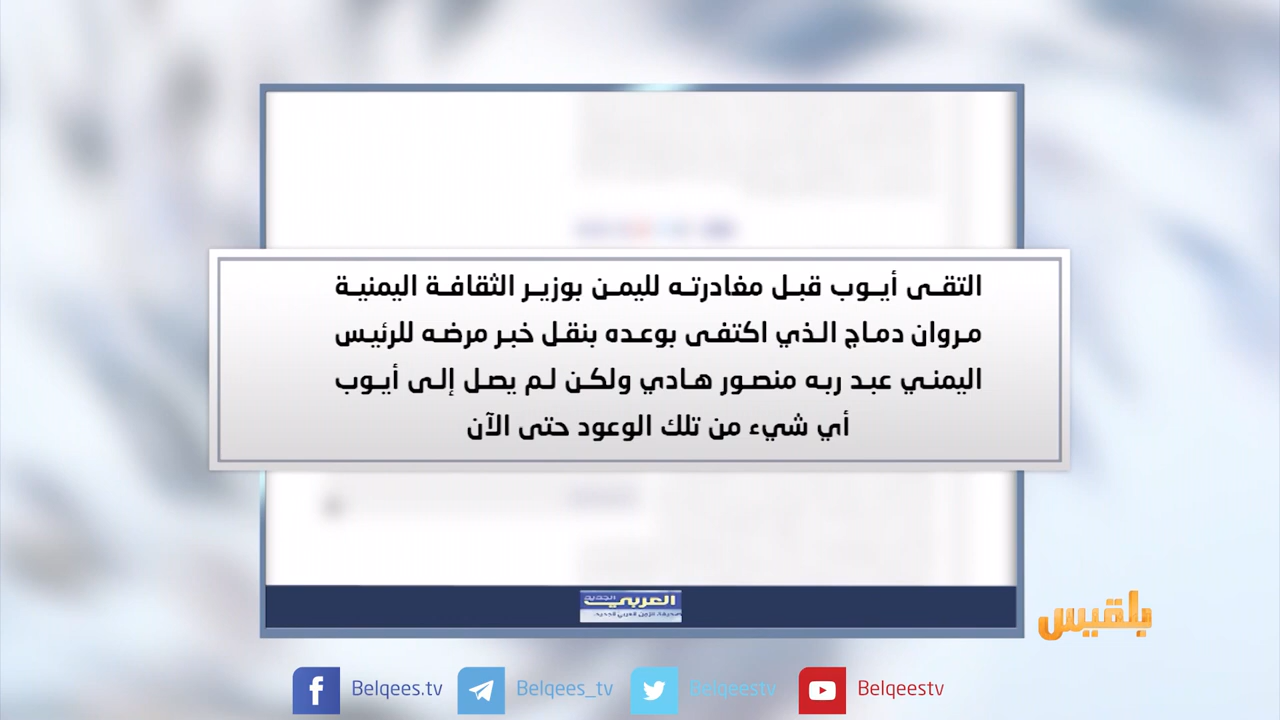 التقى أيوب قبل مغادرته لليمن بوزير الثقافة اليمنية
مروان دماج الذي اكتفى بوعده بنقل خبر مرضه للرئيس
اليمني عبد ربه منصور هادي ولكن لم يصل إلى أيوب
أي شيء من تلك الوعود حتى الآن
العربي الجديد
بلقيس
Belqees.tv
Belqees_tv
Belqeestv
Belqeestv